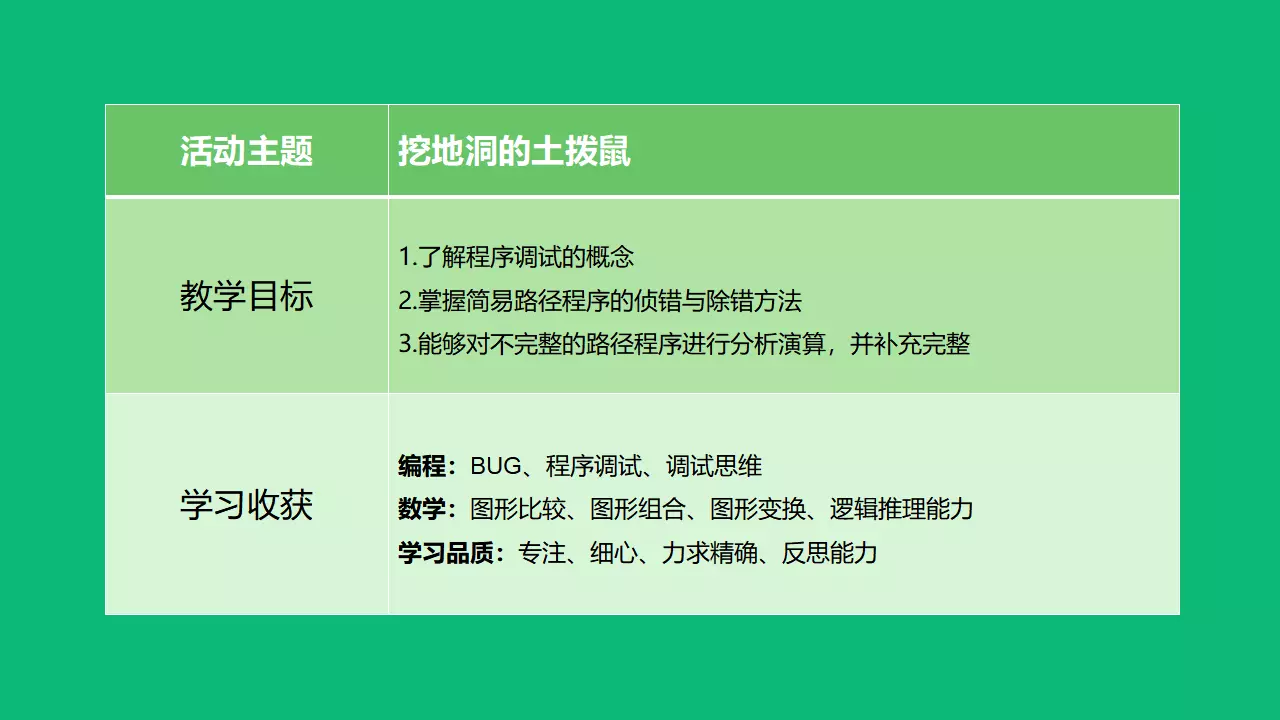 活动主题
挖地洞的土拨鼠
教学目标
1.了解程序调试的概念
2.掌握简易路径程序的侦错与除错方法
3.能够对不完整的路径程序进行分析演算，并补充完整
学习收获
编程：BUG、程序调试、调试思维
数学：图形比较、图形组合、图形变换、逻辑推理能力
学习品质：专注、细心、力求精确、反思能力